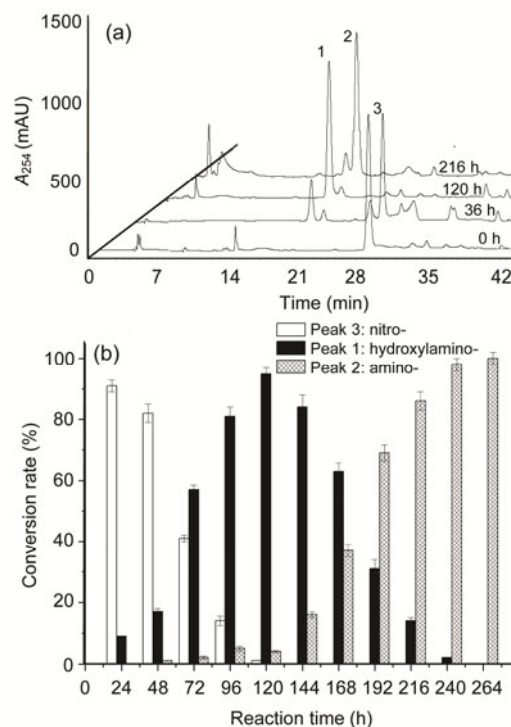 (a)
1500
1000
500
0
A254 (mAU)
1
2
3
216 h
120 h
36 h
0 h
0 7 14 21 28 35 42
Time (min)
(b)
Peak 3: nitro-
Peak 1: hydroxylamino-
Peak 2: amino-
100
80
60
40
20
0
Conversion rate (%)
0 24 48 72 96 120 144 168 192 216 240 264
Reaction time (h)